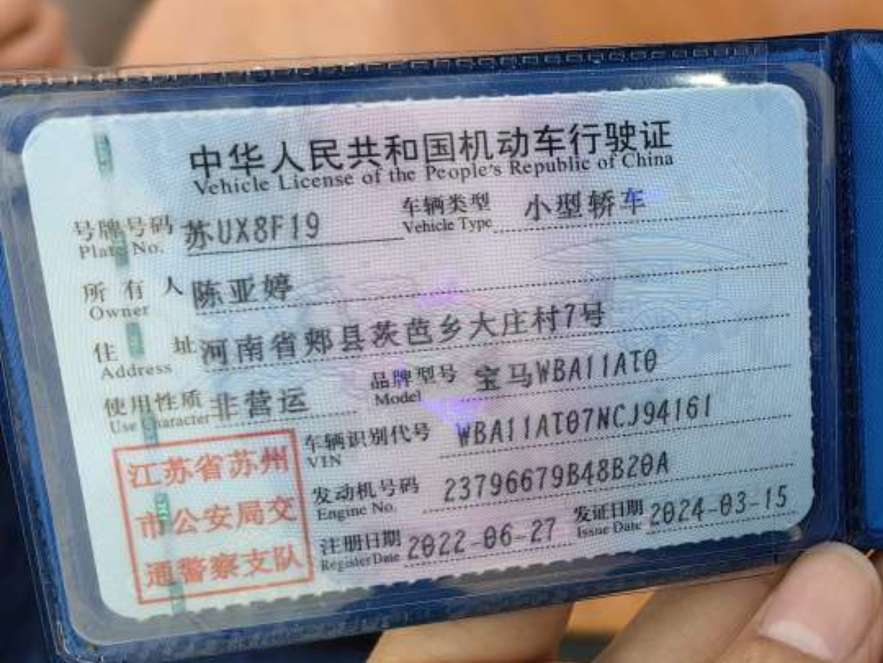 中华人民共和国机动车行驶证
Vehicle License of the People's Republic of China
号牌号码 苏UX8F19 车辆类型 小型轿车
Plate No. Vehicle Type
所有人 陈亚婷
Owner
住址 河南省郏县茨芭乡大庄村7号
Address
使用性质 非营运 品牌型号 宝马WBA11AT0
Use Character Model
车辆识别代号 WBA11AT07NCJ94161
VIN
发动机号码 23796679B48B20A
Engine No.
注册日期 2022-06-27 发证日期 2024-03-15
Register Date Issue Date
江苏省苏州
市公安局交
通警察支队